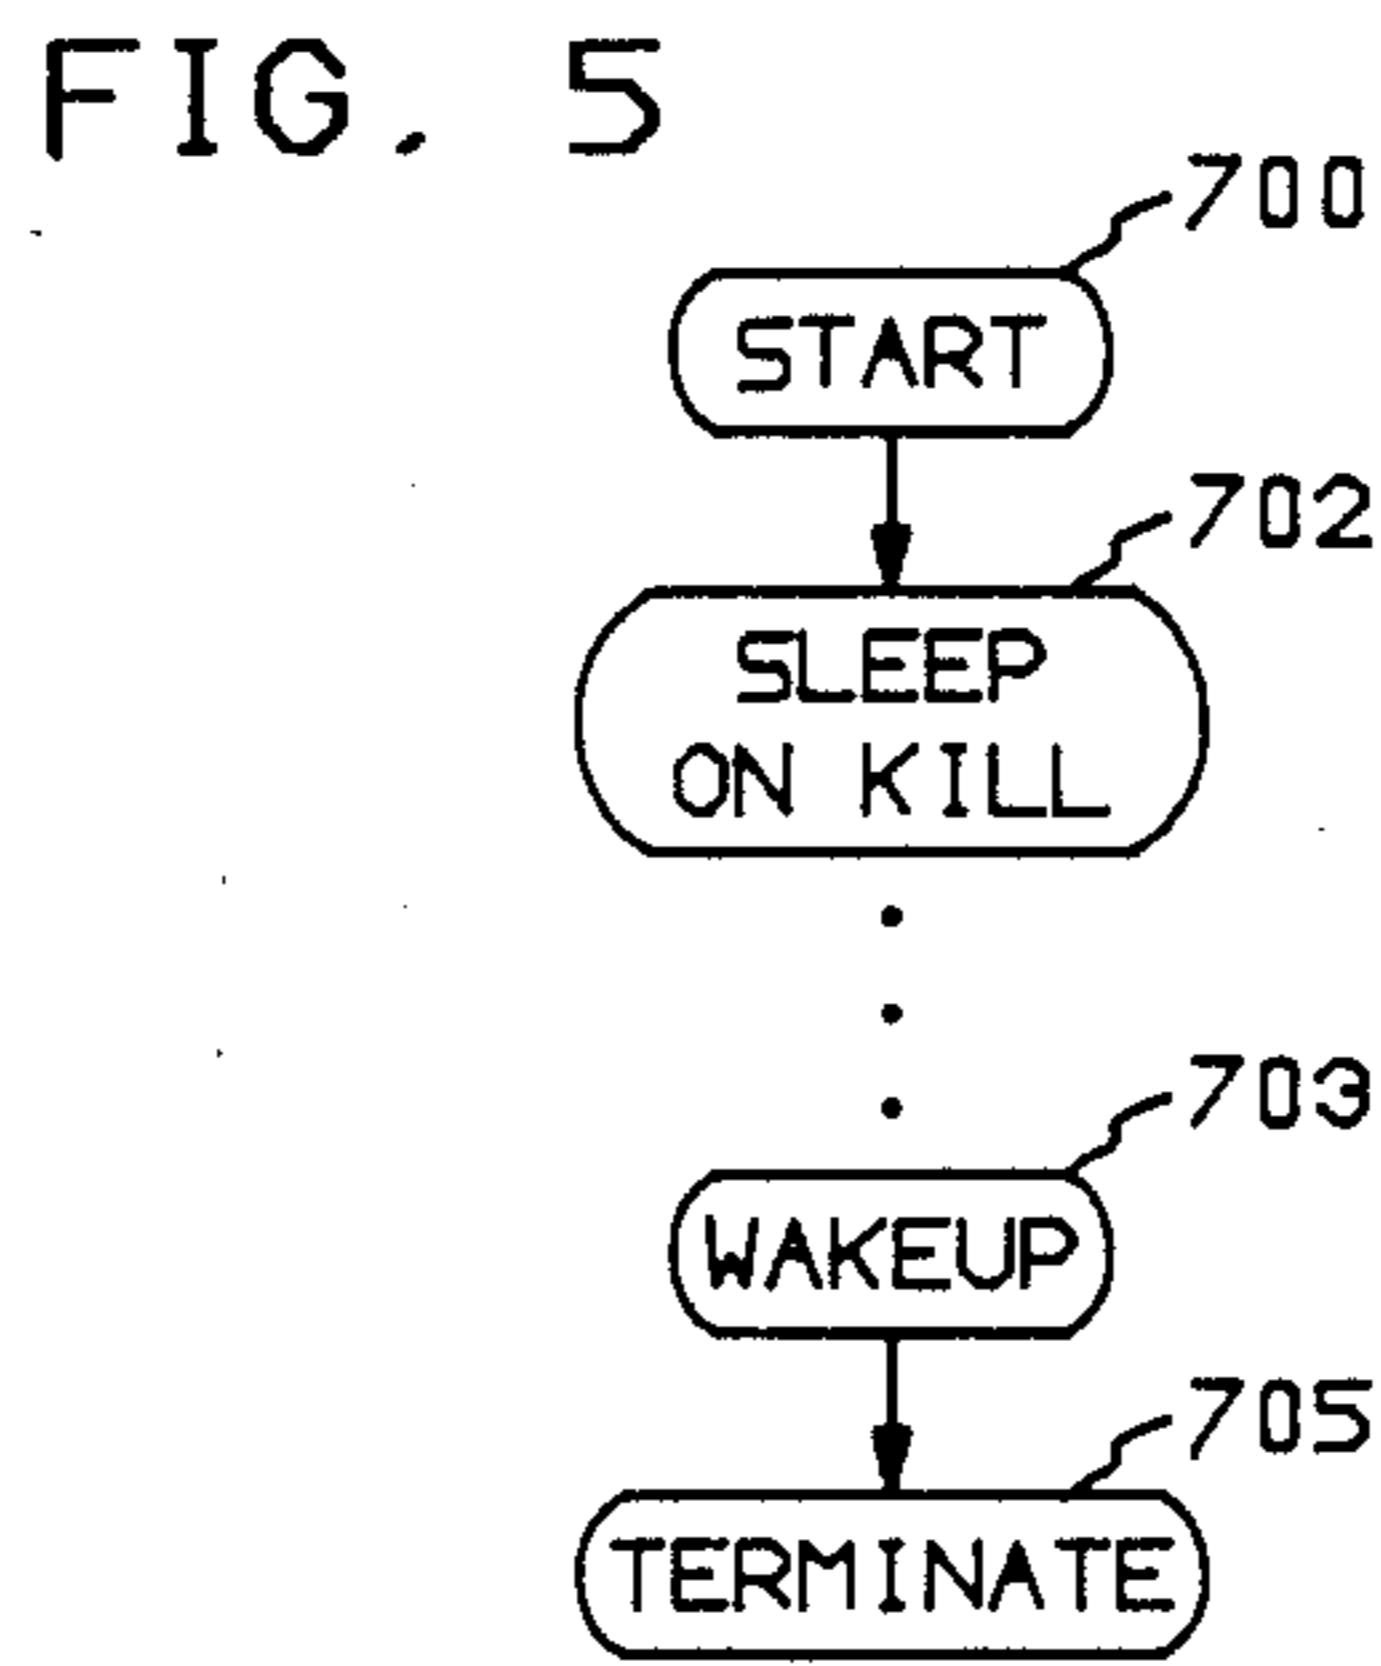 FIG. 5
700
START
702
SLEEP
ON KILL
703
WAKEUP
705
TERMINATE